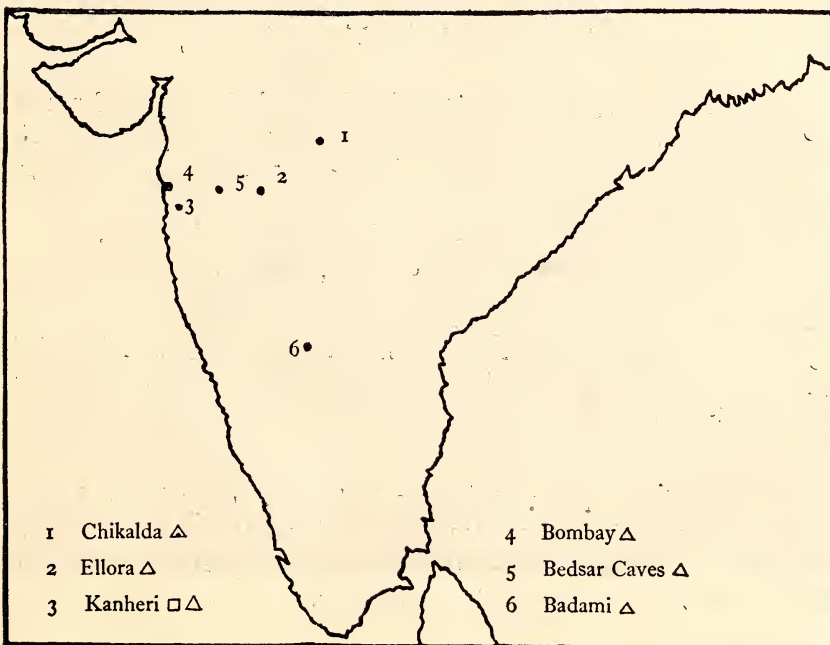 1
4
5
2
3
6
1 Chikalda △
2 Ellora △
3 Kanheri □△
4 Bombay △
5 Bedsar Caves △
6 Badami △